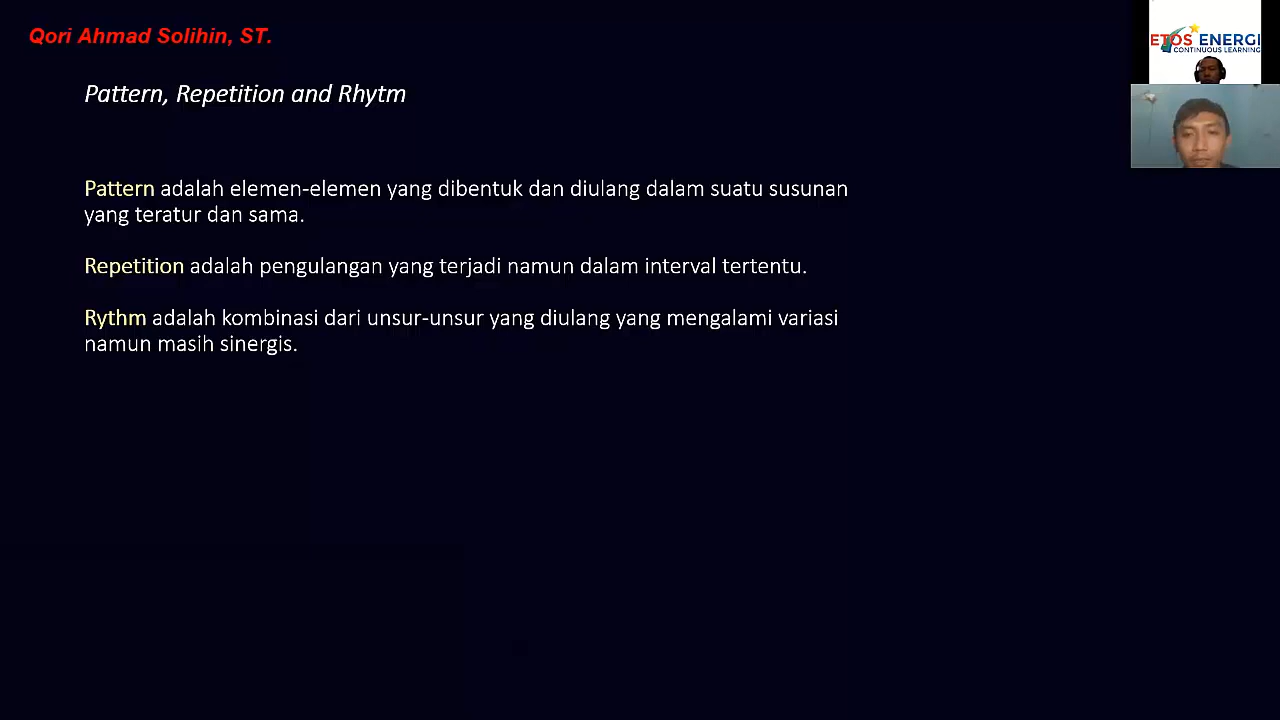 Qori Ahmad Solihin, ST.
ETOS ENERGI
CONTINUOUS LEARNING
Pattern, Repetition and Rhytm
Pattern adalah elemen-elemen yang dibentuk dan diulang dalam suatu susunan
yang teratur dan sama.
Repetition adalah pengulangan yang terjadi namun dalam interval tertentu.
Rythm adalah kombinasi dari unsur-unsur yang diulang yang mengalami variasi
namun masih sinergis.